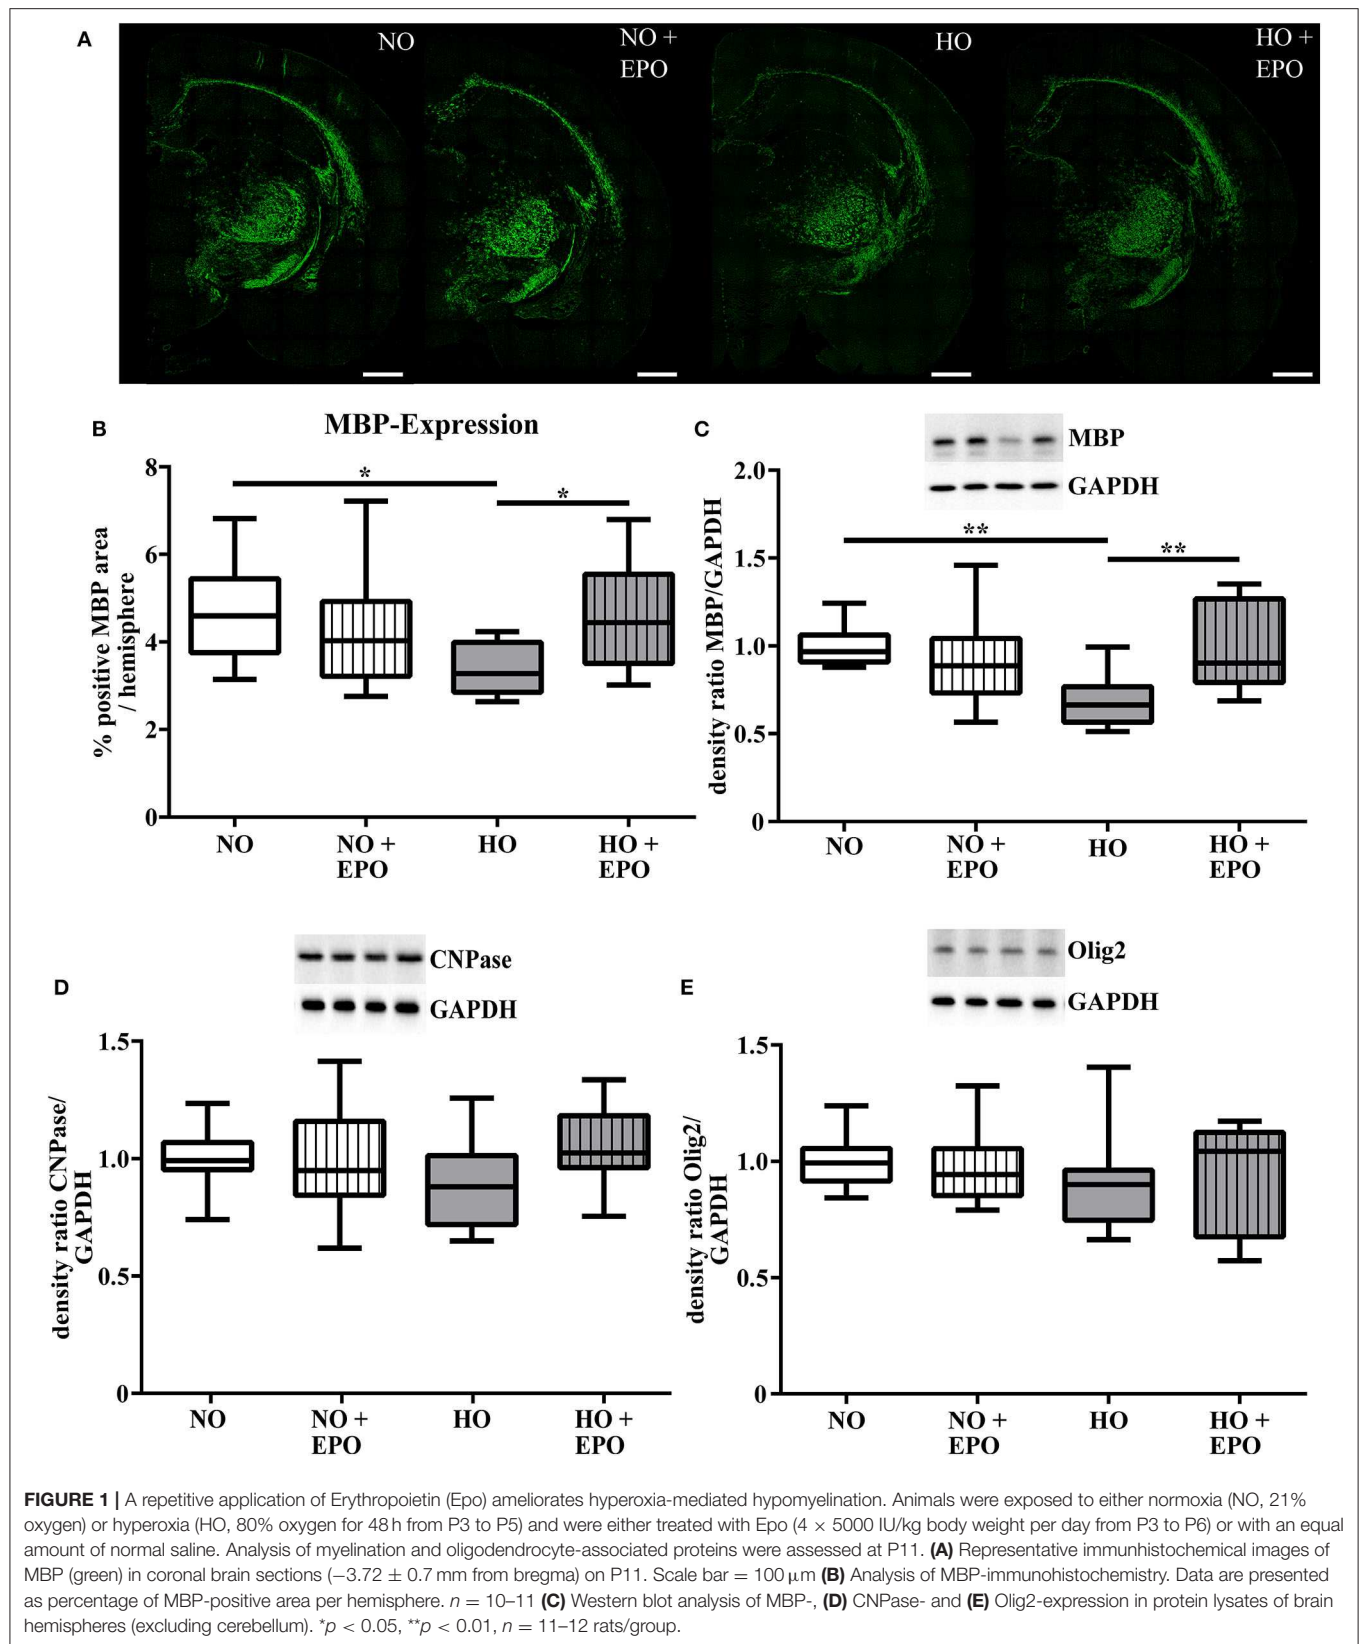 A
NO
NO +
EPO
HO
HO +
EPO
B
MBP-Expression
% positive MBP area
/ hemisphere
8
6
4
2
0
*
*
NO
NO +
EPO
HO
HO +
EPO
C
MBP
GAPDH
density ratio MBP/GAPDH
2.0
1.5
1.0
0.5
0
**
**
NO
NO +
EPO
HO
HO +
EPO
D
CNPase
GAPDH
density ratio CNPase/
GAPDH
1.5
1.0
0.5
0
NO
NO +
EPO
HO
HO +
EPO
E
Olig2
GAPDH
density ratio Olig2/
GAPDH
1.5
1.0
0.5
0
NO
NO +
EPO
HO
HO +
EPO
FIGURE 1 | A repetitive application of Erythropoietin (Epo) ameliorates hyperoxia-mediated hypomyelination. Animals were exposed to either normoxia (NO, 21%
oxygen) or hyperoxia (HO, 80% oxygen for 48 h from P3 to P5) and were either treated with Epo (4 × 5000 IU/kg body weight per day from P3 to P6) or with an equal
amount of normal saline. Analysis of myelination and oligodendrocyte-associated proteins were assessed at P11. (A) Representative immunhistochemical images of
MBP (green) in coronal brain sections (−3.72 ± 0.7 mm from bregma) on P11. Scale bar = 100 μm (B) Analysis of MBP-immunohistochemistry. Data are presented
as percentage of MBP-positive area per hemisphere. n = 10–11 (C) Western blot analysis of MBP-, (D) CNPase- and (E) Olig2-expression in protein lysates of brain
hemispheres (excluding cerebellum). *p < 0.05, **p < 0.01, n = 11–12 rats/group.